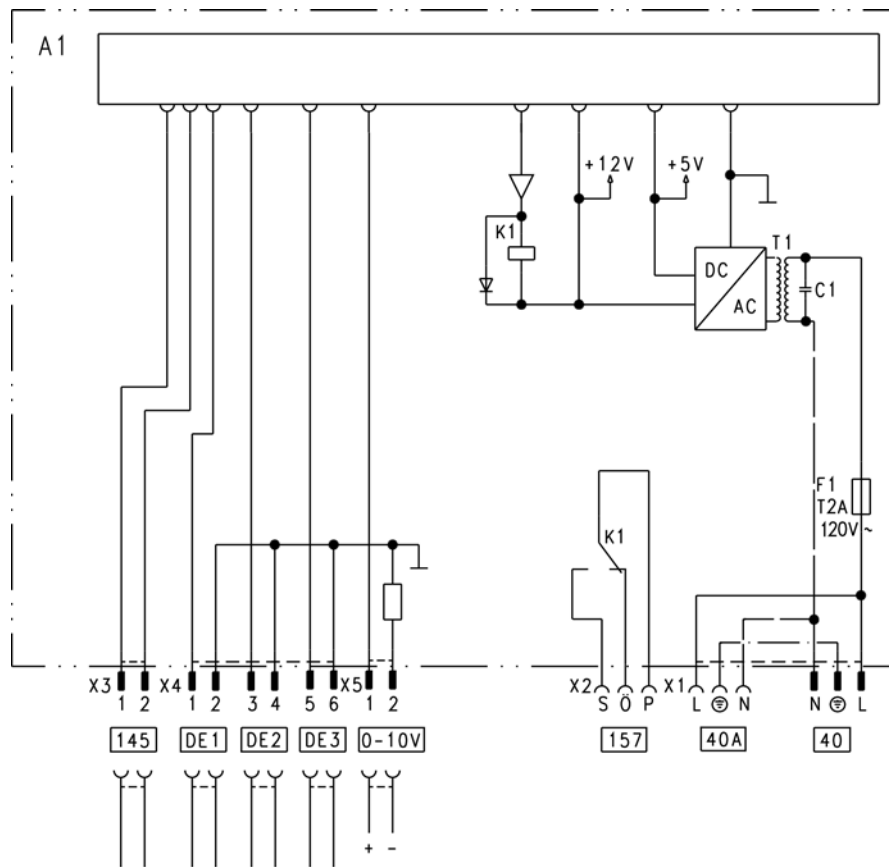 A1
+12V +5V
K1 T1
DC
AC C1
F1
T2A
120V ~
K1
X3 X4 X5 X2 X1
1 2 1 2 3 4 5 6 1 2 S Ö P L N N L
145 DE1 DE2 DE3 0-10V 157 40A 40
+ -